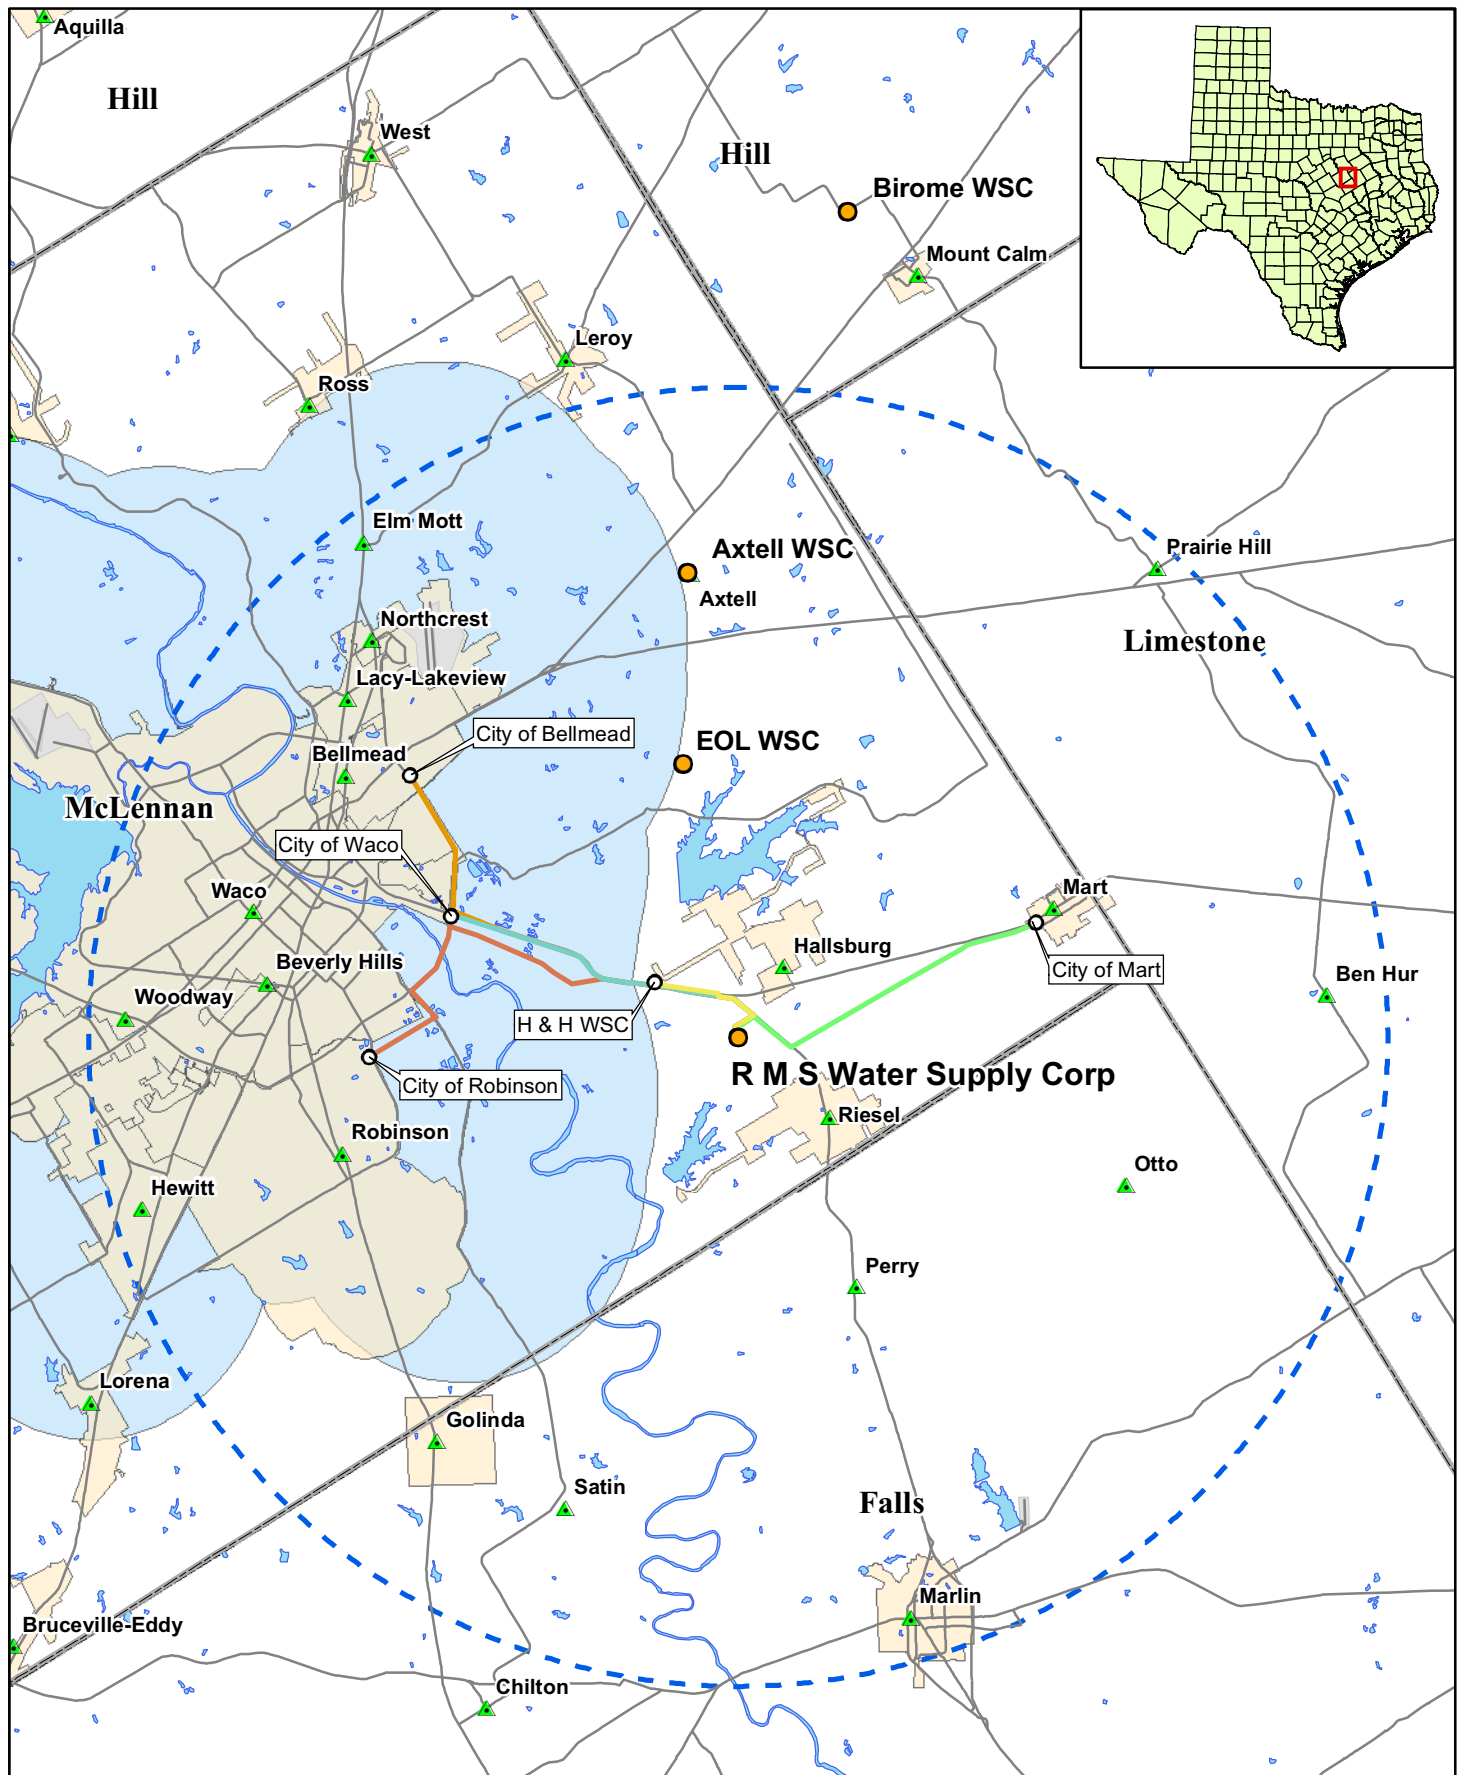 Aquilla
Hill
West
Hill
Birome WSC
Mount Calm
Leroy
Ross
Elm Mott
Axtell WSC
Prairie Hill
Axtell
Northcrest
Limestone
Lacy-Lakeview
City of Bellmead
EOL WSC
Bellmead
McLennan
City of Waco
Waco
Mart
Hallsburg
Beverly Hills
City of Mart
Ben Hur
Woodway
H & H WSC
R M S Water Supply Corp
City of Robinson
Riesel
Robinson
Otto
Hewitt
Perry
Lorena
Golinda
Satin
Falls
Marlin
Bruceville-Eddy
Chilton